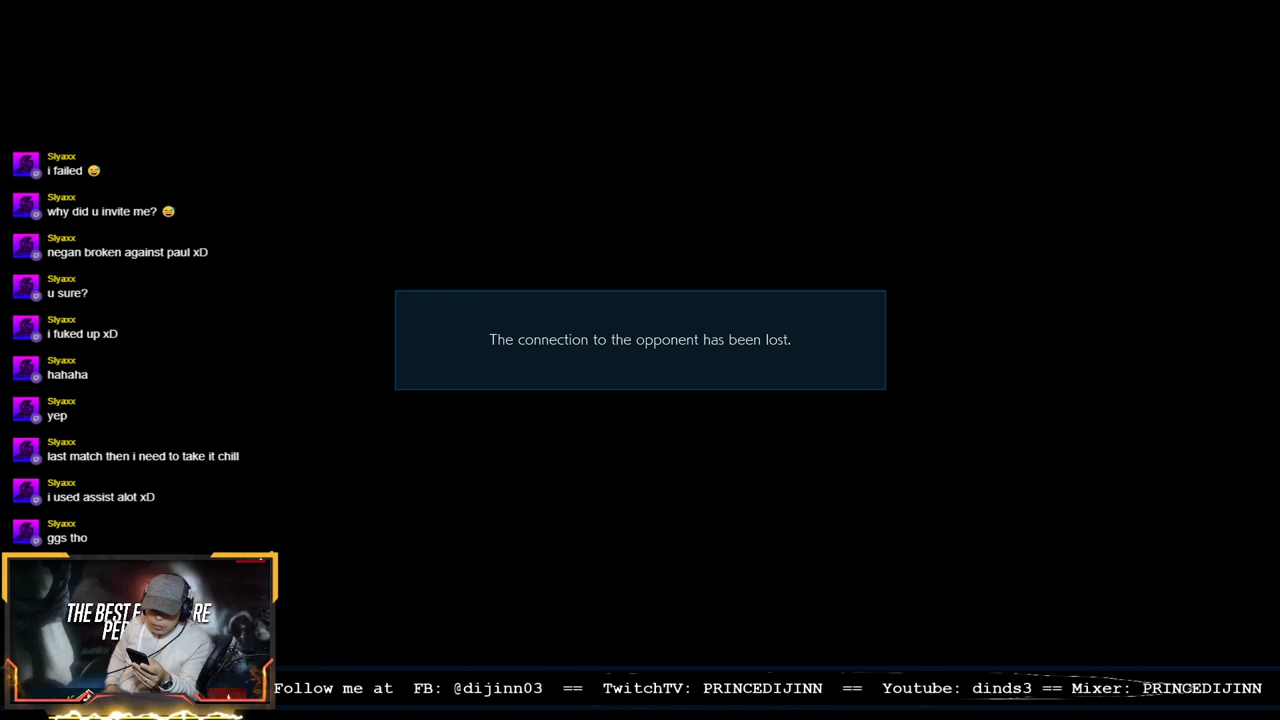 Slyaxx
i failed 😅
Slyaxx
why did u invite me? 😅
Slyaxx
negan broken against paul xD
Slyaxx
u sure?
Slyaxx
i fuked up xD
Slyaxx
hahaha
Slyaxx
yep
Slyaxx
last match then i need to take it chill
Slyaxx
i used assist alot xD
Slyaxx
ggs tho
The connection to the opponent has been lost.
THE BEST
Follow me at FB: @dijinn03 == TwitchTV: PRINCEDIJINN == Youtube: dinds3 == Mixer: PRINCEDIJINN